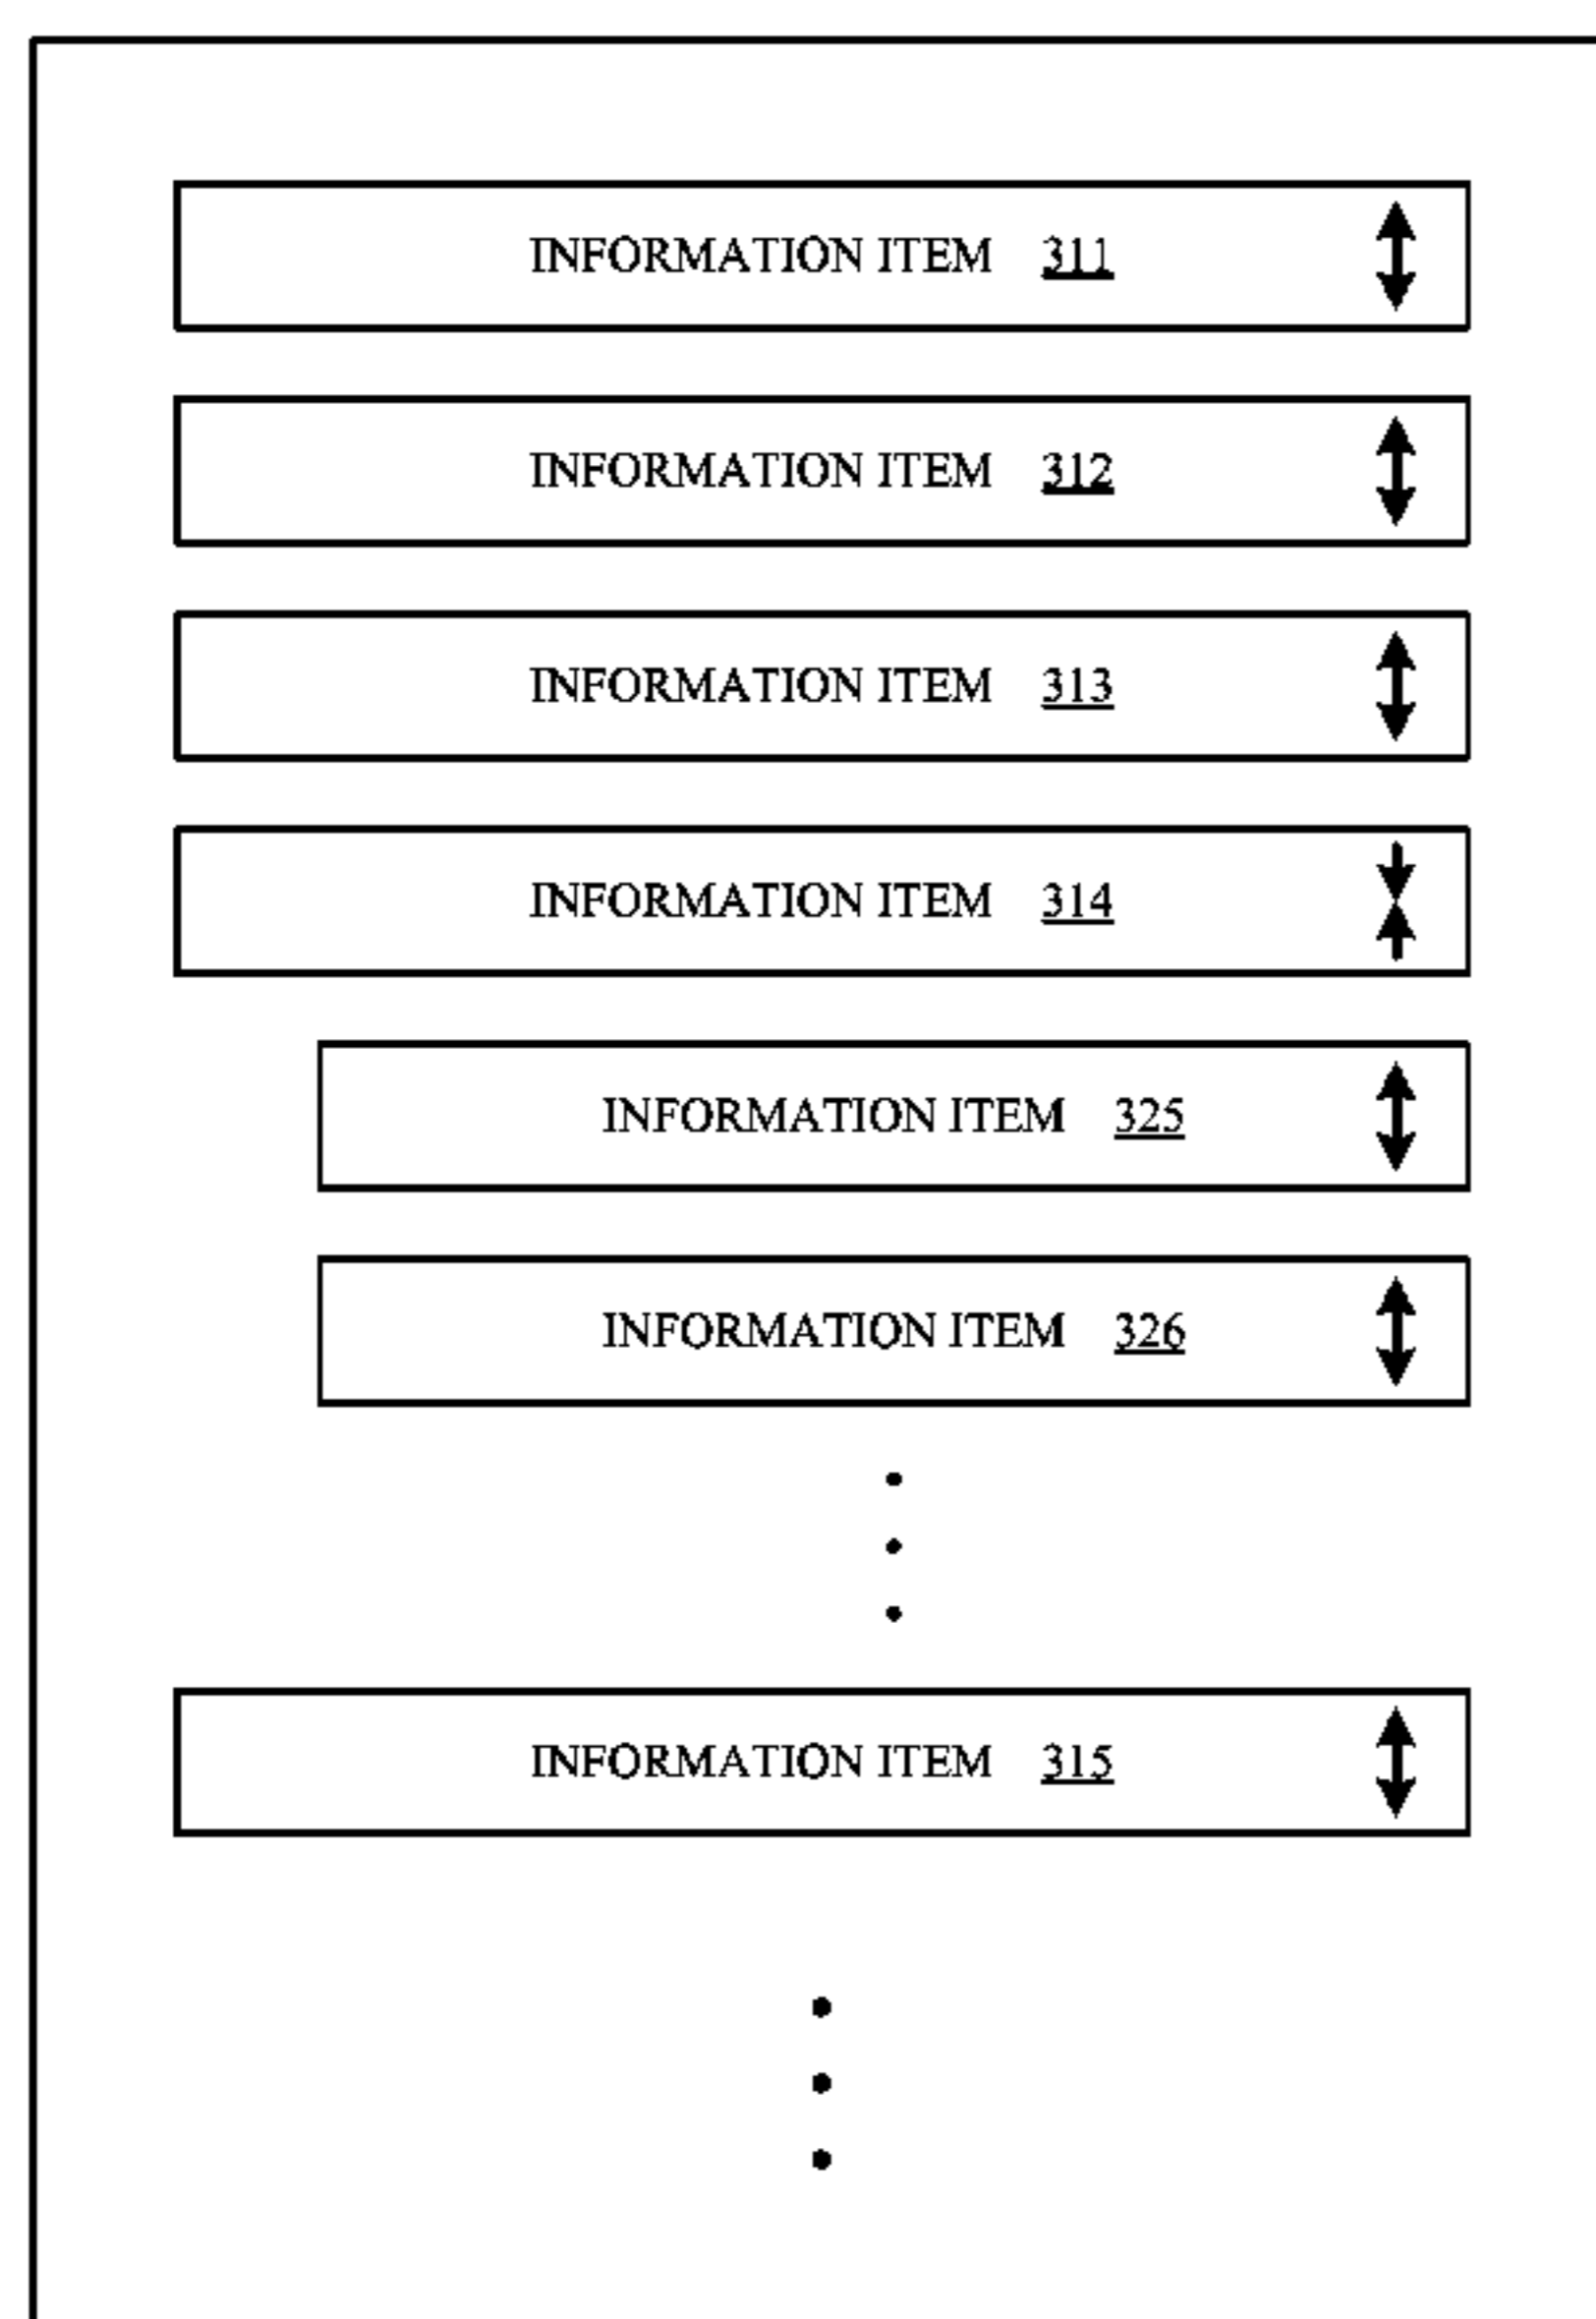 INFORMATION ITEM 311
INFORMATION ITEM 312
INFORMATION ITEM 313
INFORMATION ITEM 314
INFORMATION ITEM 325
INFORMATION ITEM 326
INFORMATION ITEM 315